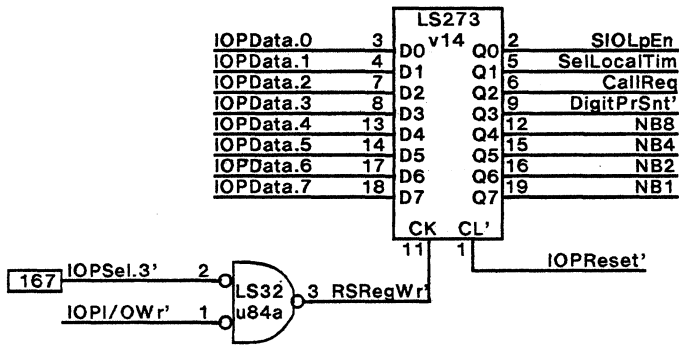 LS273
v14
IOPData.0 3 D0 Q0 2 SIOLpEn
IOPData.1 4 D1 Q1 5 SelLocalTim
IOPData.2 7 D2 Q2 6 CallReq
IOPData.3 8 D3 Q3 9 DigitPrSnt'
IOPData.4 13 D4 Q4 12 NB8
IOPData.5 14 D5 Q5 15 NB4
IOPData.6 17 D6 Q6 16 NB2
IOPData.7 18 D7 Q7 19 NB1
CK CL'
11 1 IOPReset'
167 IOPSel.3' 2
LS32 3 RSRegWr'
u84a
IOPI/OWr' 1